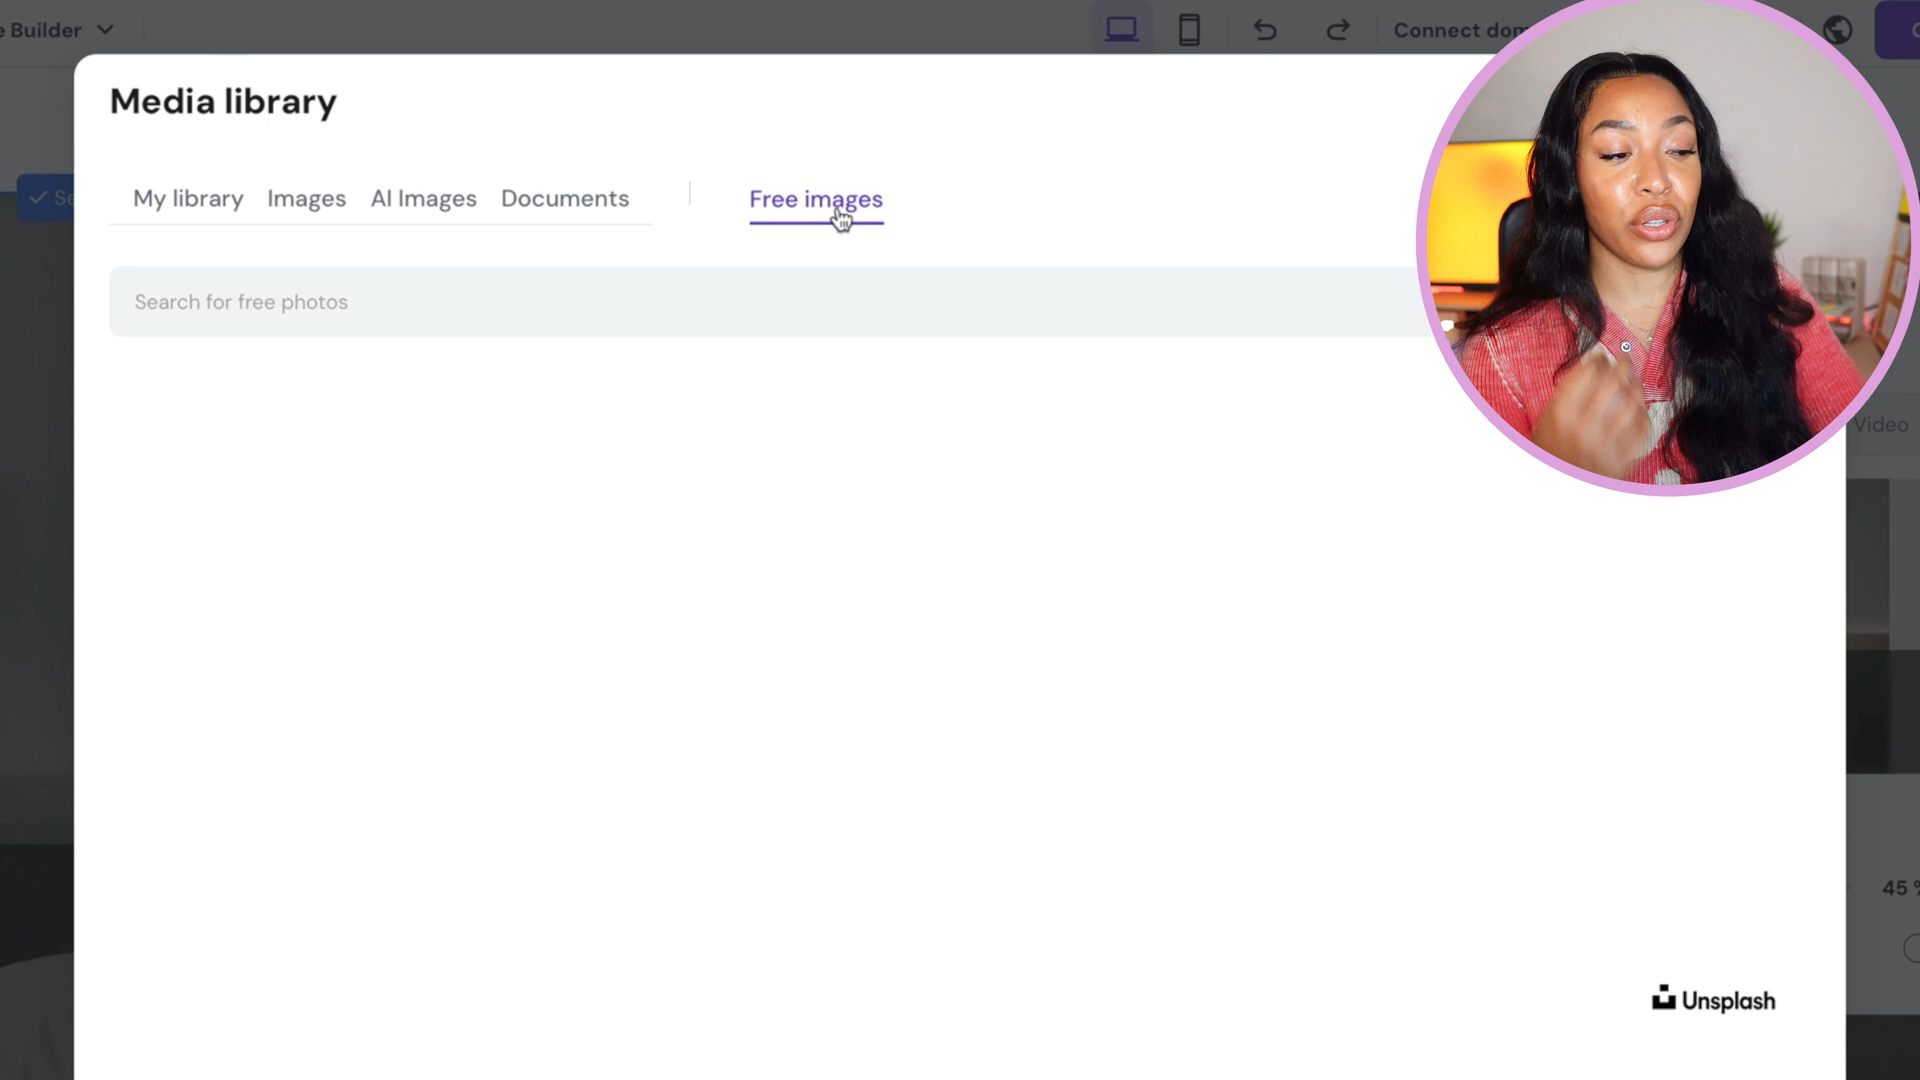 Builder
Connect
Media library
My library
Images
AI Images
Documents
Free images
Search for free photos
Video
45 %
Unsplash